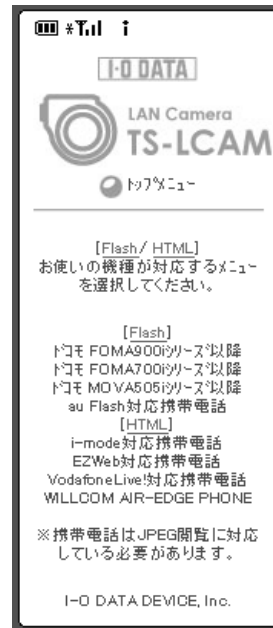 I-O DATA
LAN Camera
TS-LCAM
トップメニュー
[Flash/ HTML]
お使いの機種が対応するメニュー
を選択してください。
[Flash]
ドコモ FOMA900iシリーズ以降
ドコモ FOMA700iシリーズ以降
ドコモ MOVA505iシリーズ以降
au Flash対応携帯電話
[HTML]
i-mode対応携帯電話
EZWeb対応携帯電話
VodafoneLive!対応携帯電話
WILLCOM AIR-EDGE PHONE
※携帯電話はJPEG閲覧に対応
している必要があります。
I-O DATA DEVICE, Inc.